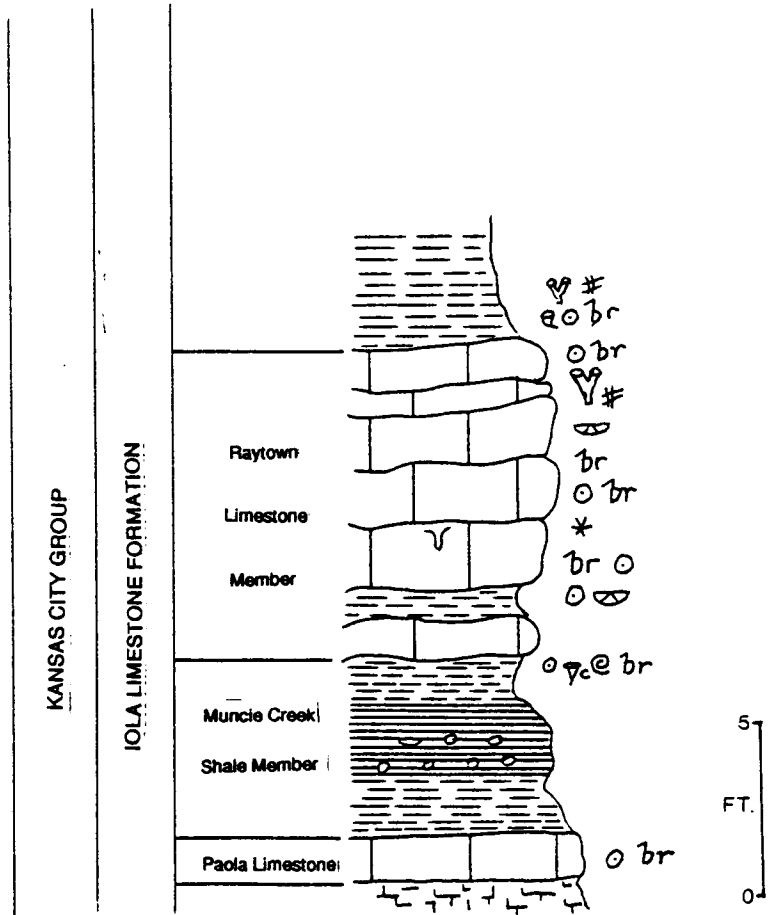 KANSAS CITY GROUP
IOLA LIMESTONE FORMATION
Raytown
Limestone
Member
Muncie Creek
Shale Member
Paola Limestone
#
br
br
#
br
br
*
br
c br
br
5
FT.
0